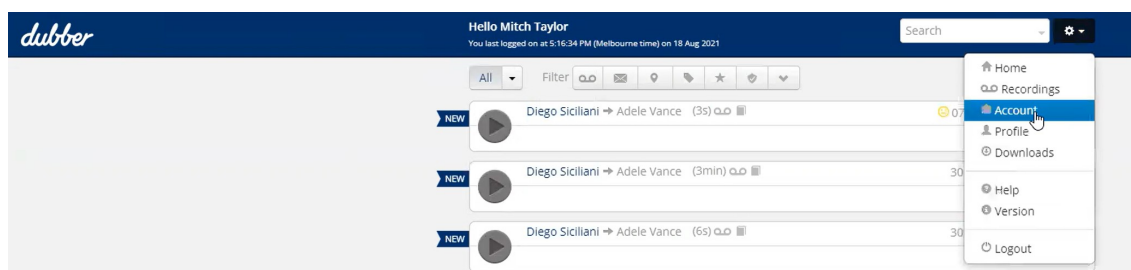 dubber
Hello Mitch Taylor
You last logged on at 5:16:34 PM (Melbourne time) on 18 Aug 2021
Search
All Filter
Home
Recordings
Account
Profile
Downloads
Help
Version
Logout
NEW Diego Siciliani → Adele Vance (3s) 07
NEW Diego Siciliani → Adele Vance (3min) 30
NEW Diego Siciliani → Adele Vance (6s) 30